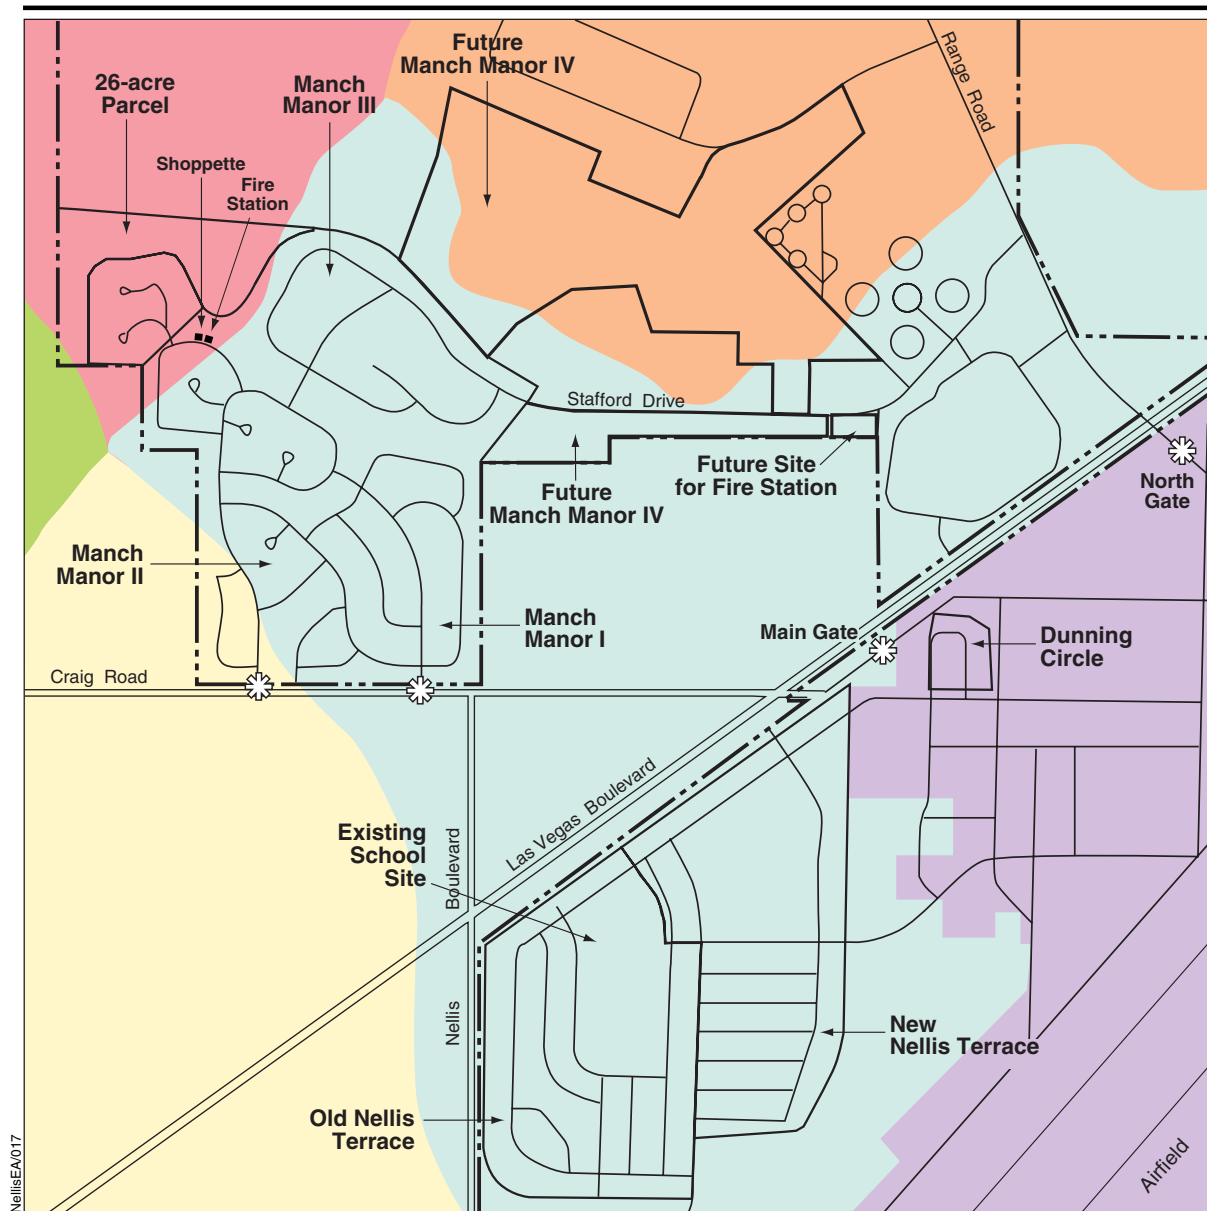 Future
Manch Manor IV
Range Road
26-acre
Parcel
Manch
Manor III
Shoppette
Fire
Station
Stafford Drive
Future Site
for Fire Station
Future
Manch Manor IV
North
Gate
Manch
Manor II
Manch
Manor I
Main Gate
Dunning
Circle
Craig Road
Las Vegas Boulevard
Existing
School
Site
Nellis Boulevard
New
Nellis Terrace
Old Nellis
Terrace
Airfield
NellisEA/017